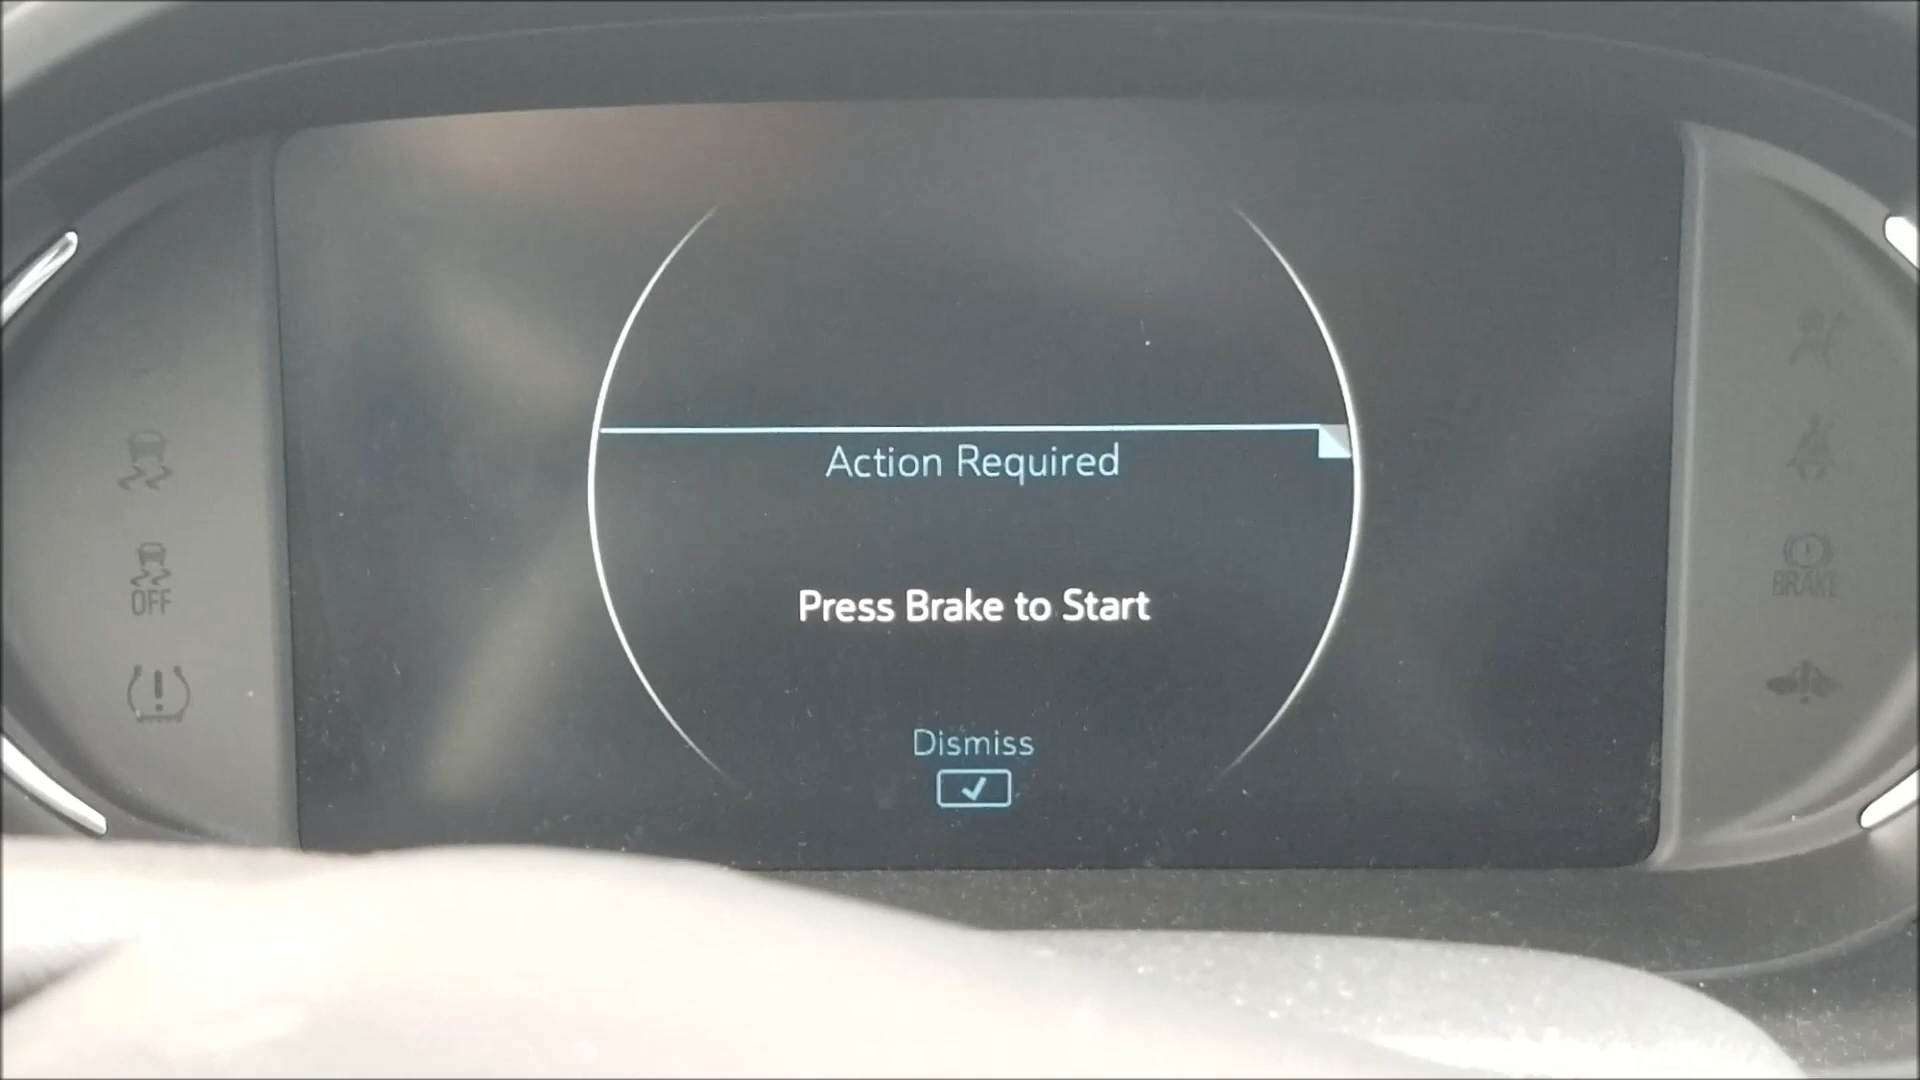 Action Required
Press Brake to Start
Dismiss
OFF
BRAKE